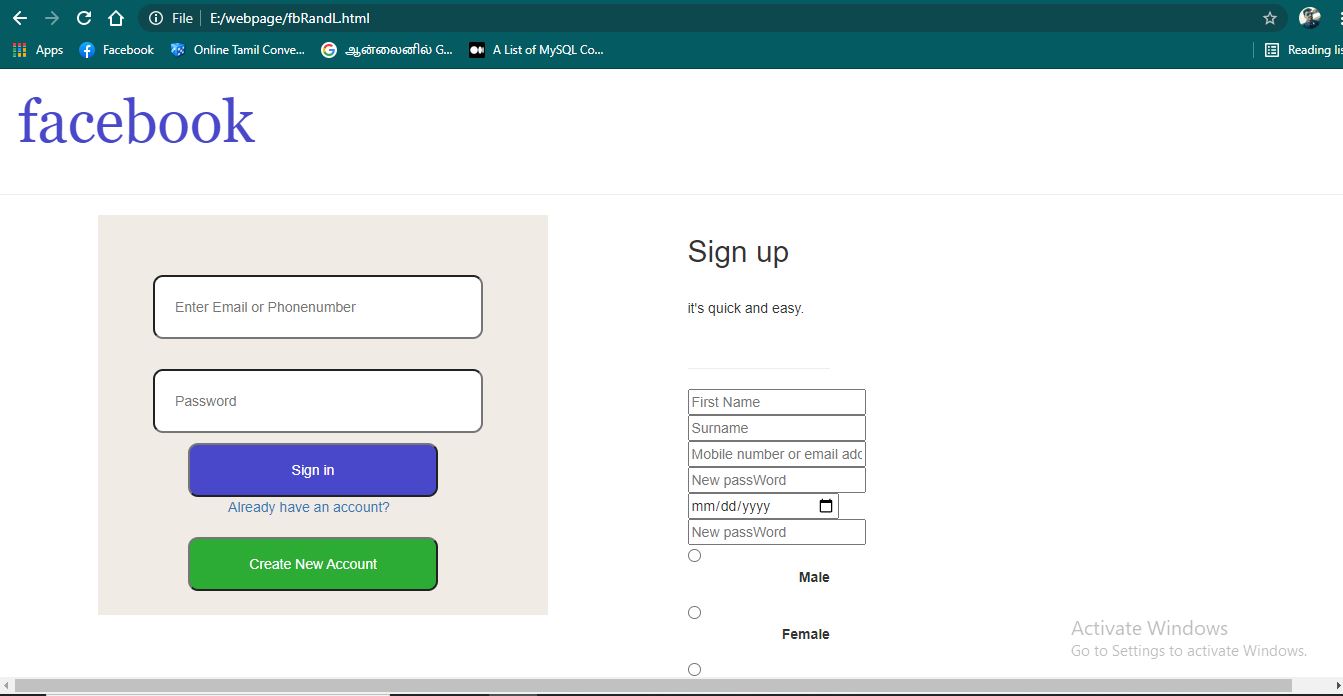 File E:/webpage/fbRandL.html
Apps Facebook Online Tamil Conve... ஆன்லைனில் G... A List of MySQL Co... Reading lis
facebook
Enter Email or Phonenumber
Password
Sign in
Already have an account?
Create New Account
Sign up
it's quick and easy.
First Name
Surname
Mobile number or email adc
New passWord
mm/dd/yyyy
New passWord
Male
Female
Activate Windows
Go to Settings to activate Windows.